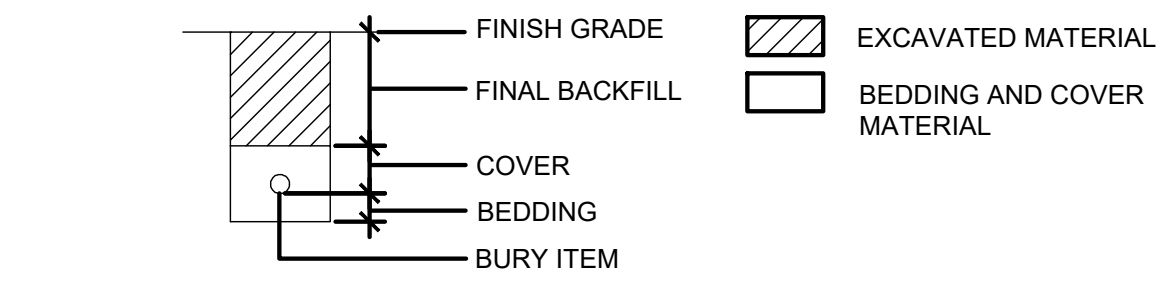 FINISH GRADE
FINAL BACKFILL
COVER
BEDDING
BURY ITEM
EXCAVATED MATERIAL
BEDDING AND COVER
MATERIAL